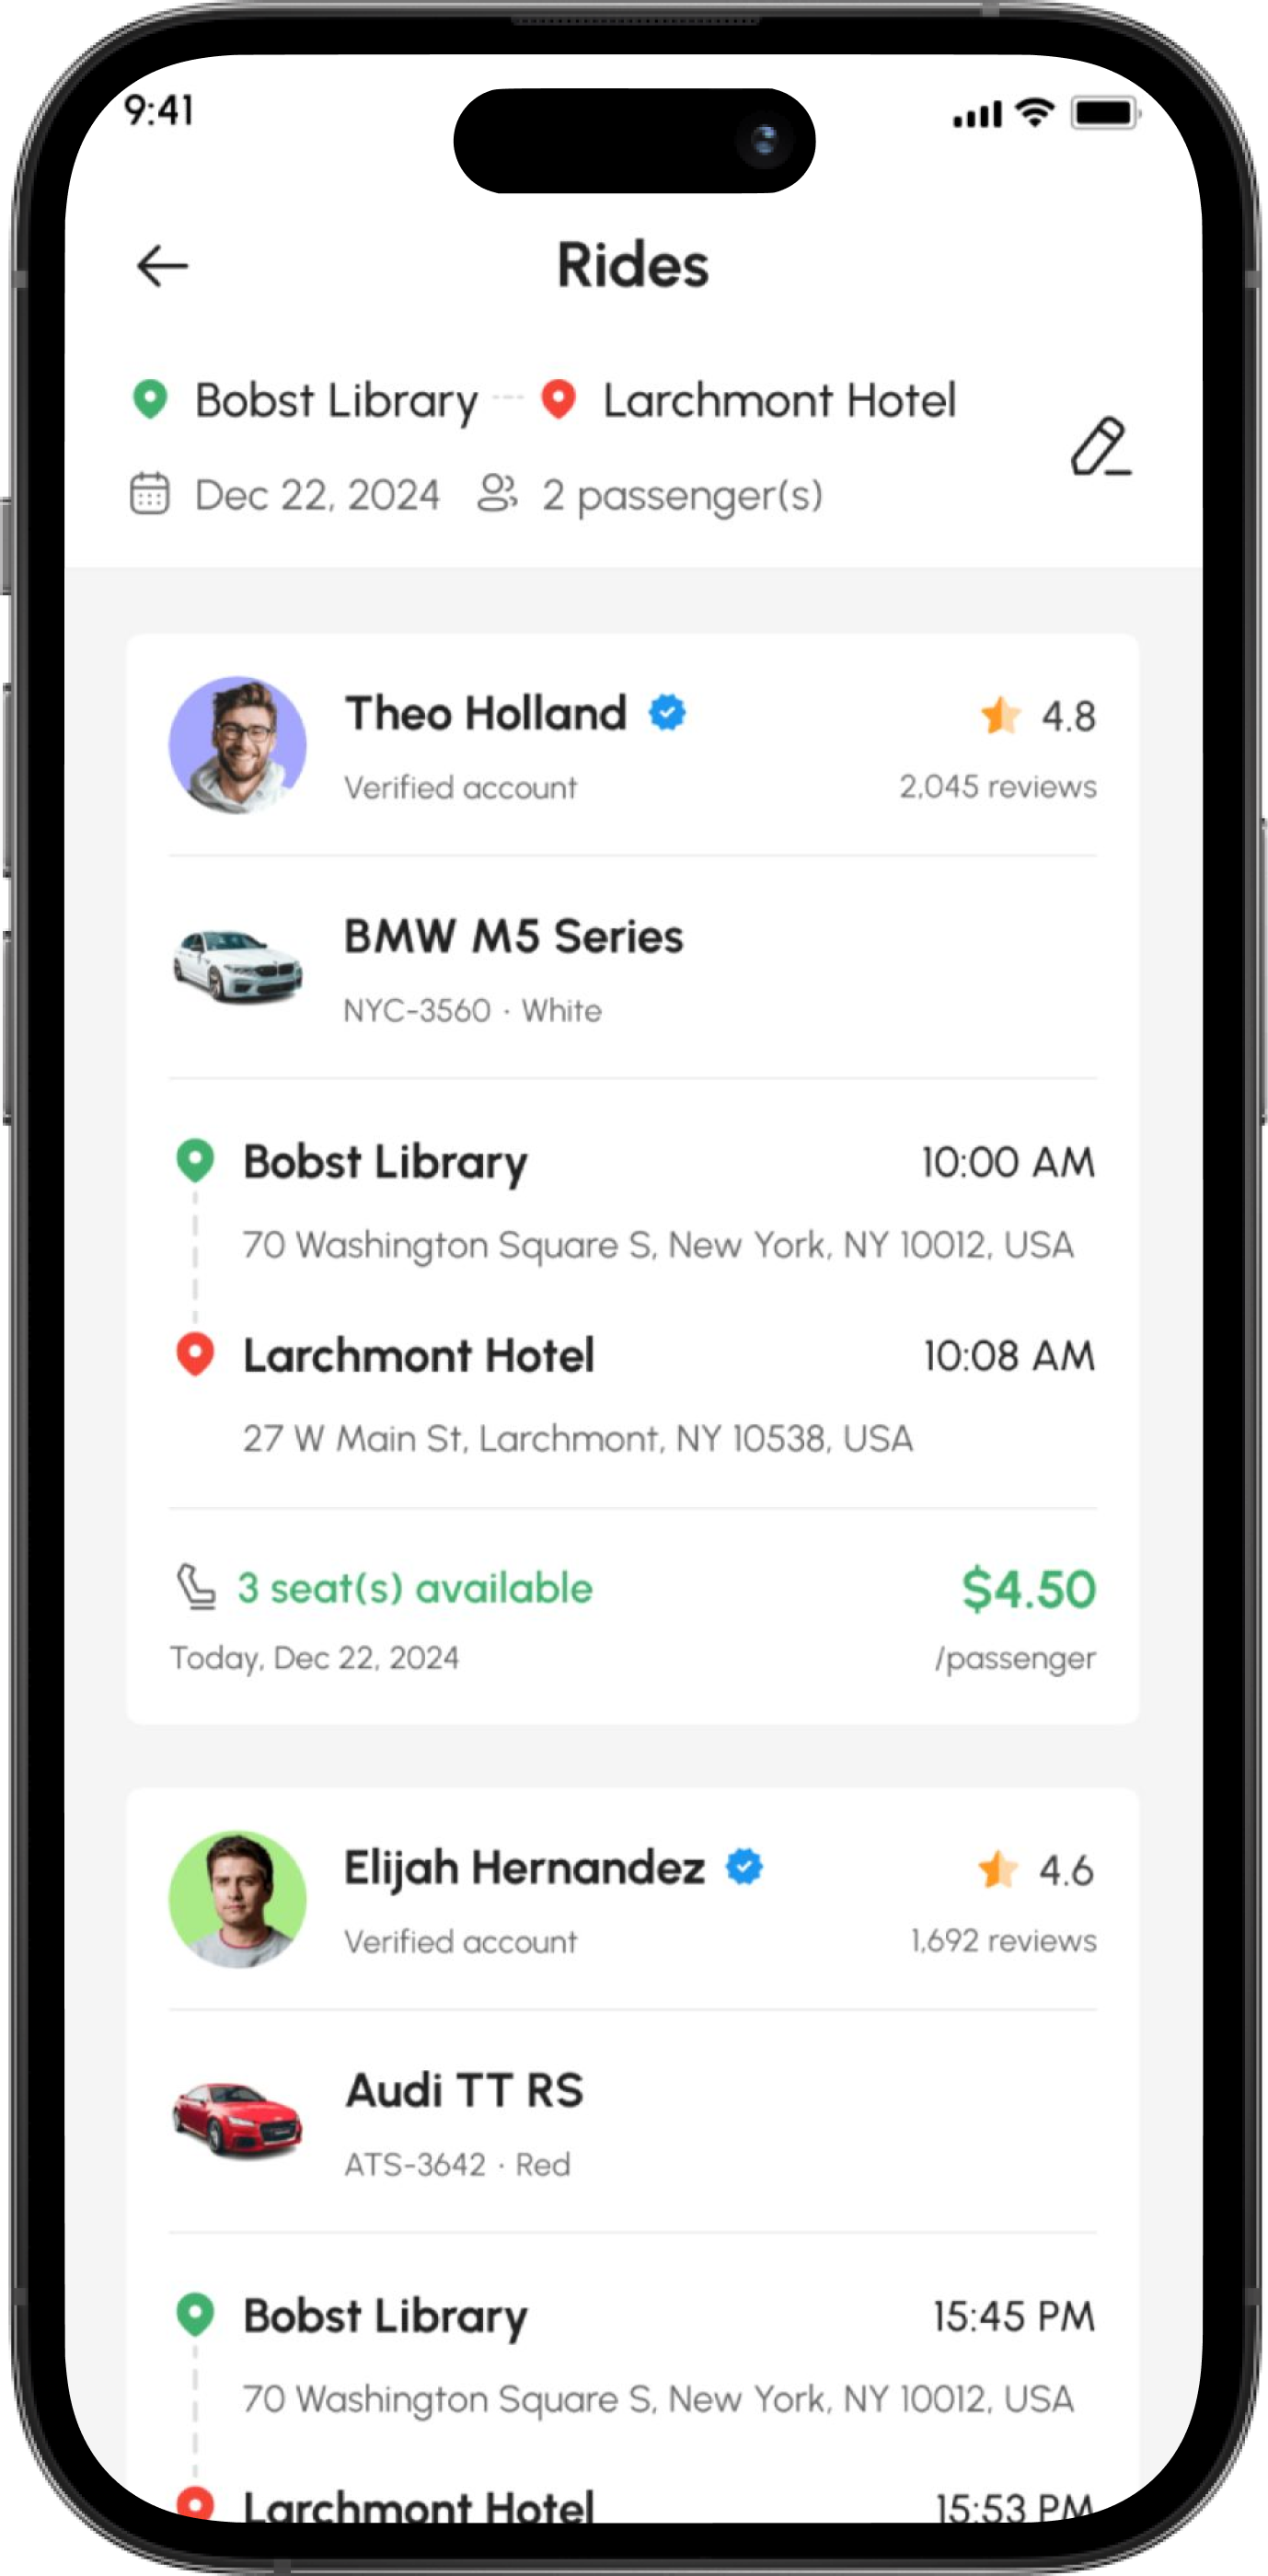 9:41
Rides
Bobst Library Larchmont Hotel
Dec 22, 2024 2 passenger(s)
Theo Holland 4.8
Verified account 2,045 reviews
BMW M5 Series
NYC-3560 · White
Bobst Library 10:00 AM
70 Washington Square S, New York, NY 10012, USA
Larchmont Hotel 10:08 AM
27 W Main St, Larchmont, NY 10538, USA
3 seat(s) available $4.50
Today, Dec 22, 2024 /passenger
Elijah Hernandez 4.6
Verified account 1,692 reviews
Audi TT RS
ATS-3642 · Red
Bobst Library 15:45 PM
70 Washington Square S, New York, NY 10012, USA
Larchmont Hotel 15:53 PM